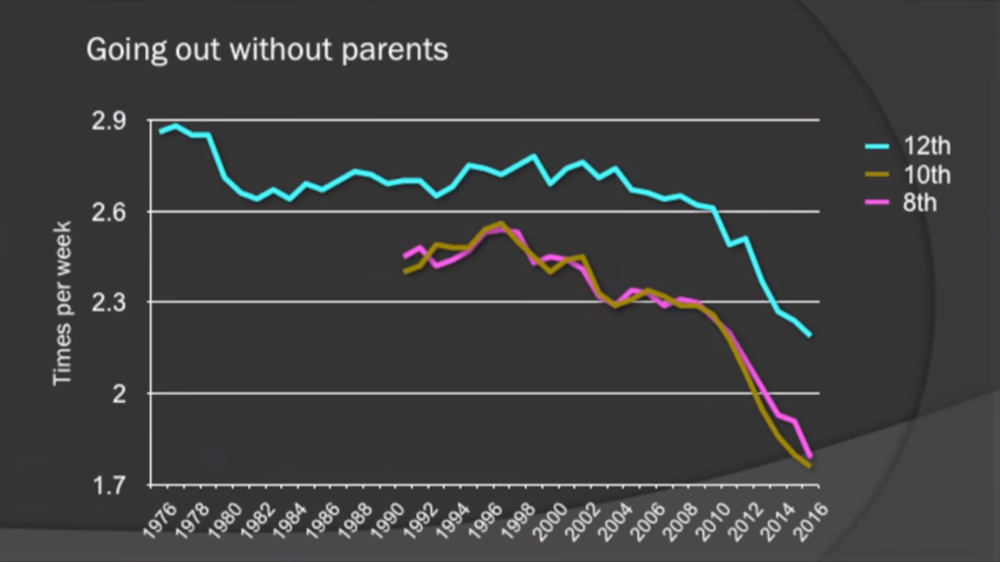 Going out without parents
2.9
2.6
2.3
2
1.7
Times per week
12th
10th
8th
1976 1978 1980 1982 1984 1986 1988 1990 1992 1994 1996 1998 2000 2002 2004 2006 2008 2010 2012 2014 2016